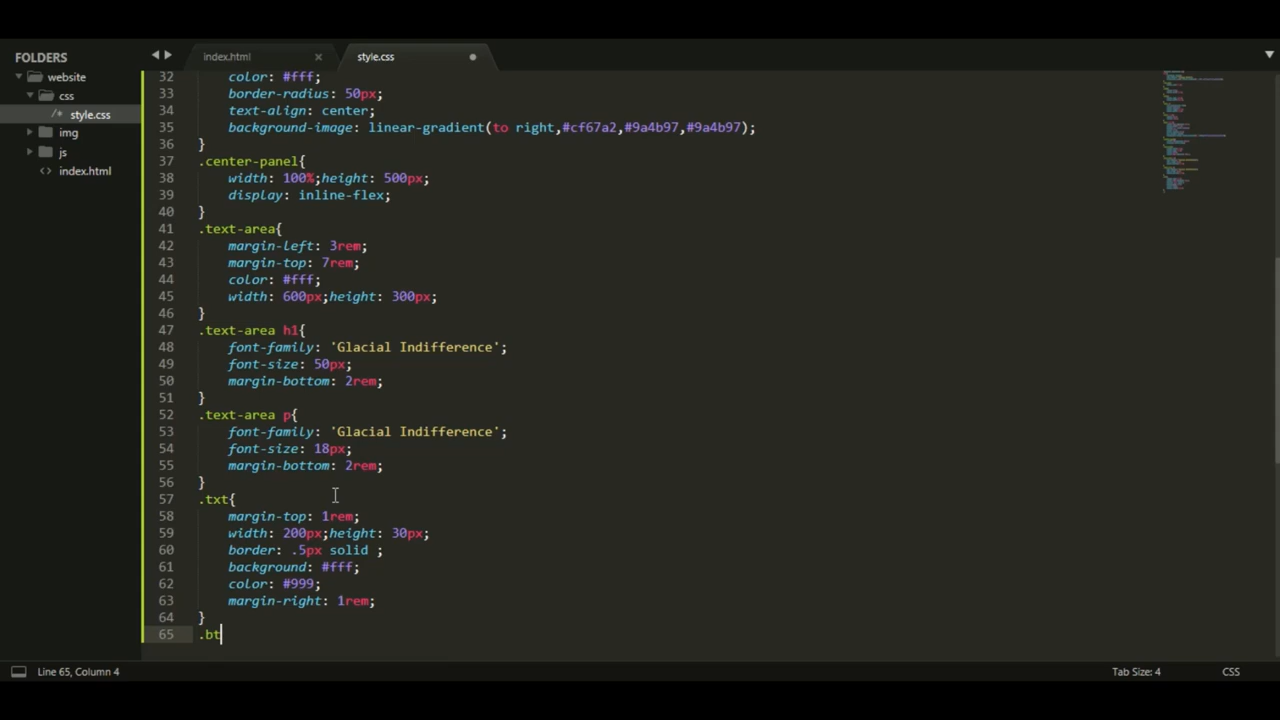 FOLDERS
website
css
/* style.css
img
js
<> index.html
index.html ×
style.css
32 color: #fff;
33 border-radius: 50px;
34 text-align: center;
35 background-image: linear-gradient(to right,#cf67a2,#9a4b97,#9a4b97);
36 }
37 .center-panel{
38 width: 100%;height: 500px;
39 display: inline-flex;
40 }
41 .text-area{
42 margin-left: 3rem;
43 margin-top: 7rem;
44 color: #fff;
45 width: 600px;height: 300px;
46 }
47 .text-area h1{
48 font-family: 'Glacial Indifference';
49 font-size: 50px;
50 margin-bottom: 2rem;
51 }
52 .text-area p{
53 font-family: 'Glacial Indifference';
54 font-size: 18px;
55 margin-bottom: 2rem;
56 }
57 .txt{
58 margin-top: 1rem;
59 width: 200px;height: 30px;
60 border: .5px solid ;
61 background: #fff;
62 color: #999;
63 margin-right: 1rem;
64 }
65 .bt
Line 65, Column 4
Tab Size: 4
CSS